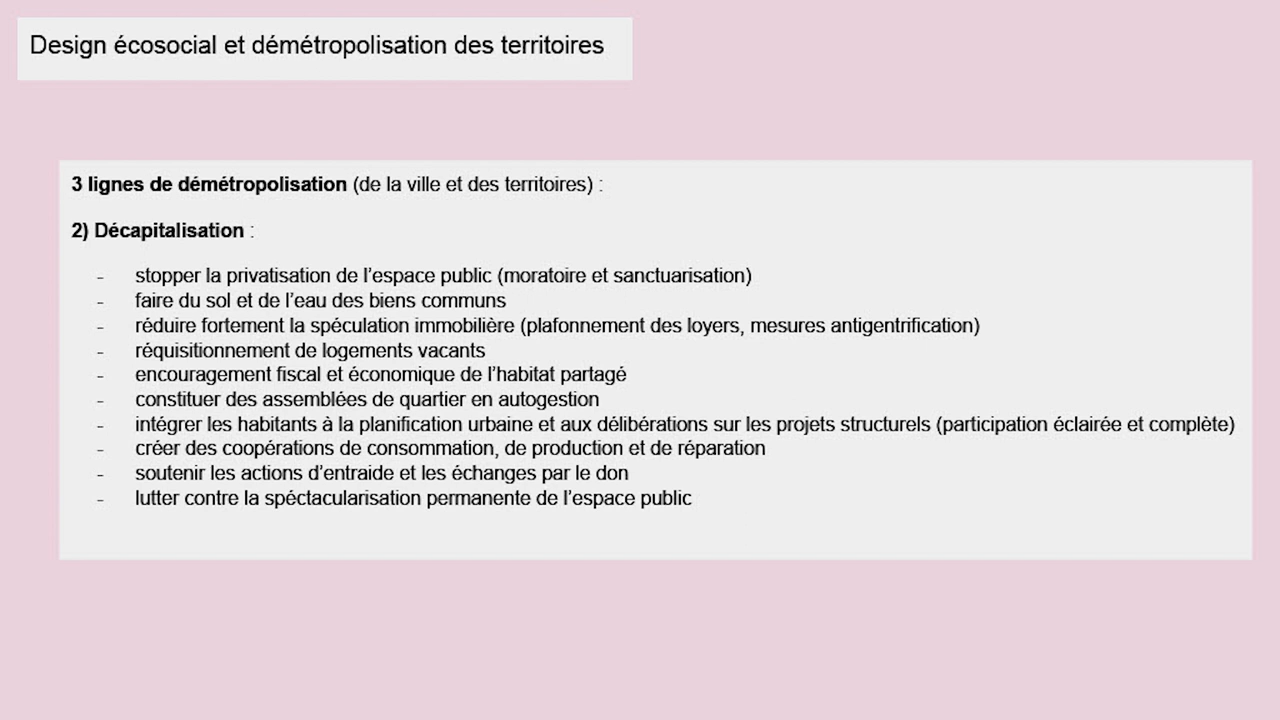 Design écosocial et démétropolisation des territoires
3 lignes de démétropolisation (de la ville et des territoires) :
2) Décapitalisation :
- stopper la privatisation de l’espace public (moratoire et sanctuarisation)
- faire du sol et de l’eau des biens communs
- réduire fortement la spéculation immobilière (plafonnement des loyers, mesures antigentrification)
- réquisitionnement de logements vacants
- encouragement fiscal et économique de l’habitat partagé
- constituer des assemblées de quartier en autogestion
- intégrer les habitants à la planification urbaine et aux délibérations sur les projets structurels (participation éclairée et complète)
- créer des coopérations de consommation, de production et de réparation
- soutenir les actions d’entraide et les échanges par le don
- lutter contre la spéctacularisation permanente de l’espace public